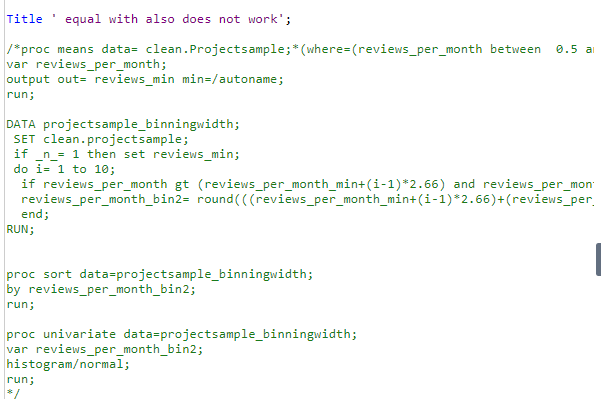 Title ' equal with also does not work';
/*proc means data= clean.Projectsample;*(where=(reviews_per_month between  0.5 
var reviews_per_month;
output out= reviews_min min=/autoname;
run;
DATA projectsample_binningwidth;
SET clean.projectsample;
if _n_= 1 then set reviews_min;
do i= 1 to 10;
if reviews_per_month gt (reviews_per_month_min+(i-1)*2.66) and reviews_per_mon
reviews_per_month_bin2= round(((reviews_per_month_min+(i-1)*2.66)+(reviews_per_
end;
RUN;
proc sort data=projectsample_binningwidth;
by reviews_per_month_bin2;
run;
proc univariate data=projectsample_binningwidth;
var reviews_per_month_bin2;
histogram/normal;
run;
*/